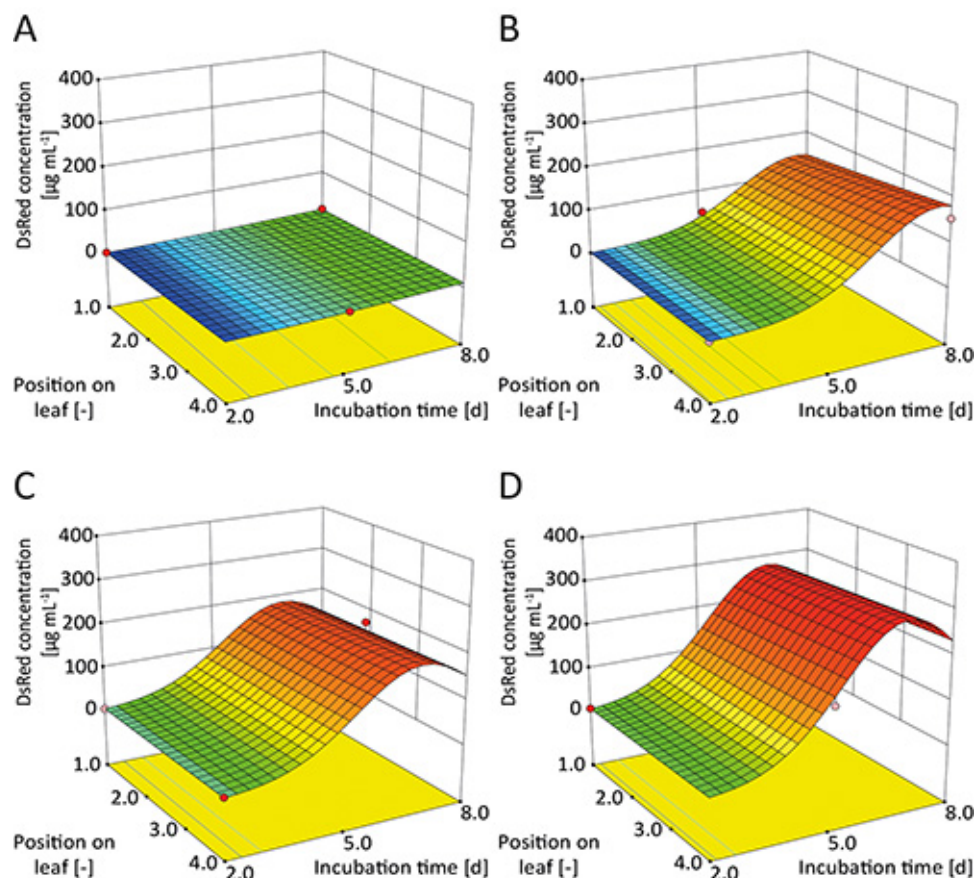 A
DsRed concentration
[µg mL⁻¹]
400
300
200
100
0
1.0
2.0
3.0
4.0
Position on
leaf [-]
2.0
5.0
8.0
Incubation time [d]
B
DsRed concentration
[µg mL⁻¹]
400
300
200
100
0
1.0
2.0
3.0
4.0
Position on
leaf [-]
2.0
5.0
8.0
Incubation time [d]
C
DsRed concentration
[µg mL⁻¹]
400
300
200
100
0
1.0
2.0
3.0
4.0
Position on
leaf [-]
2.0
5.0
8.0
Incubation time [d]
D
DsRed concentration
[µg mL⁻¹]
400
300
200
100
0
1.0
2.0
3.0
4.0
Position on
leaf [-]
2.0
5.0
8.0
Incubation time [d]